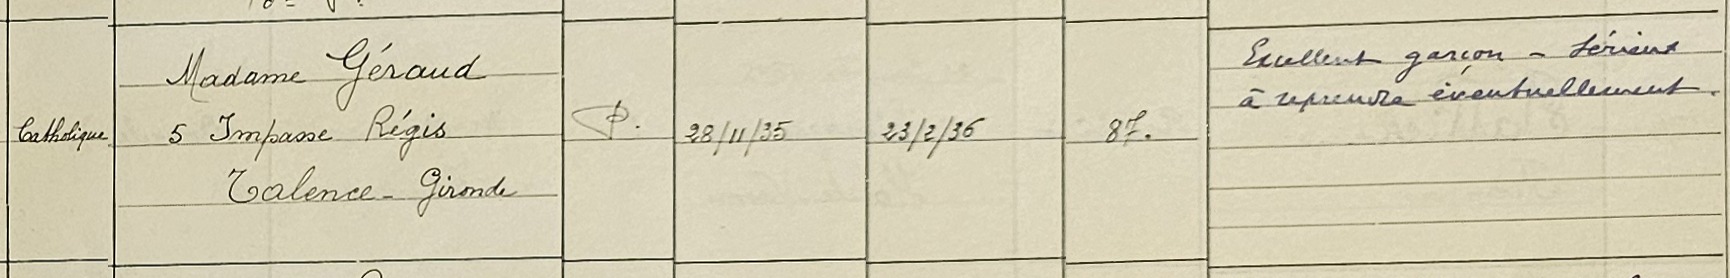 Madame Géraud
Catholique 5 Impasse Régis P. 28/11/35 23/2/36 87.
Talence - Gironde
Excellent garçon - Sérieux
à reprendre éventuellement.